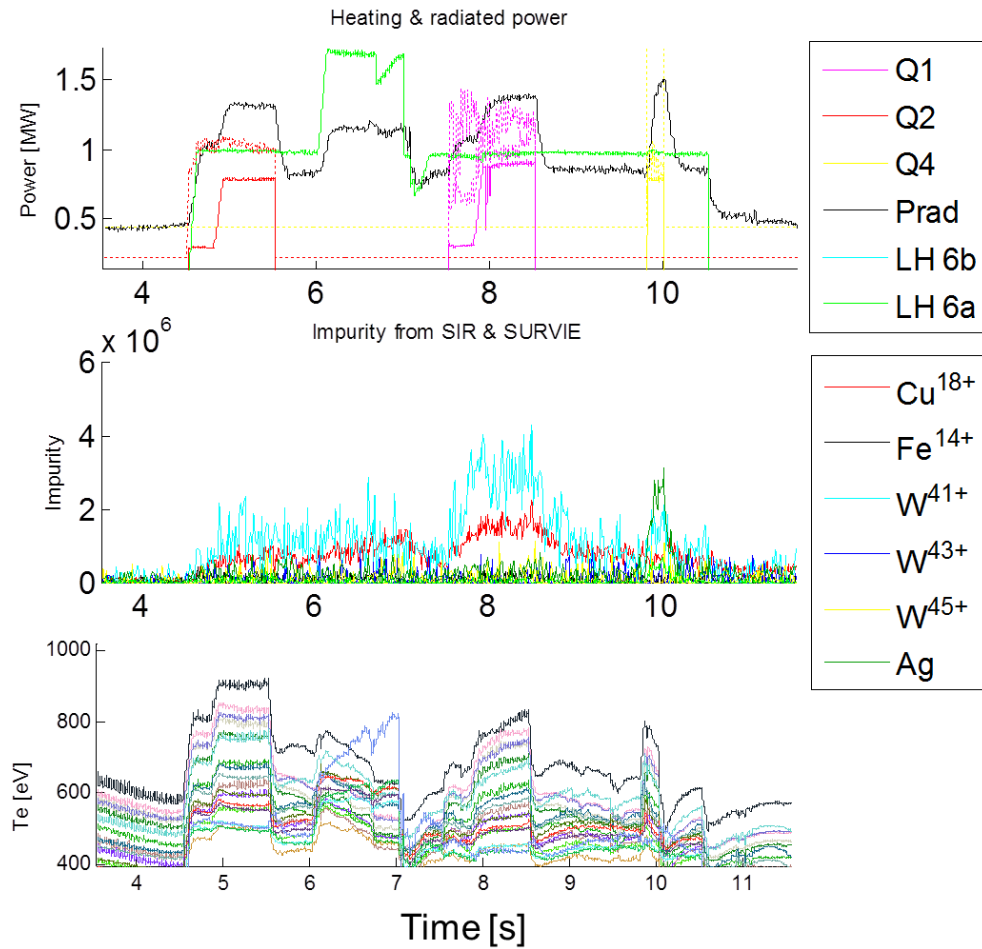 Heating & radiated power
Power [MW]
1.5
1
0.5
4 6 8 10
Q1
Q2
Q4
Prad
LH 6b
LH 6a
Impurity from SIR & SURVIE
x 10^6
Impurity
6
4
2
0
4 6 8 10
Cu^18+
Fe^14+
W^41+
W^43+
W^45+
Ag
Te [eV]
1000
800
600
400
4 5 6 7 8 9 10 11
Time [s]